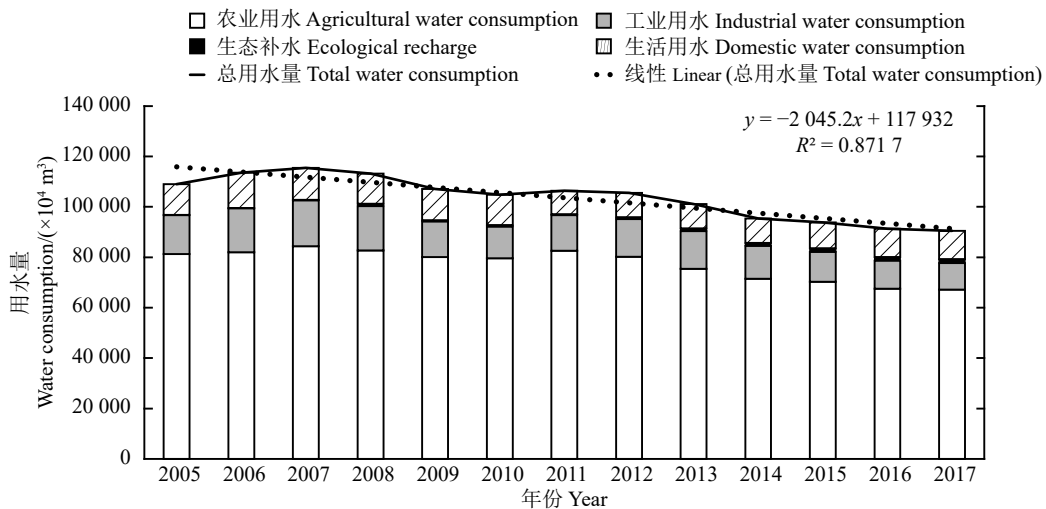 农业用水 Agricultural water consumption
工业用水 Industrial water consumption
生态补水 Ecological recharge
生活用水 Domestic water consumption
总用水量 Total water consumption
线性 Linear (总用水量 Total water consumption)
140 000
120 000
100 000
80 000
60 000
40 000
20 000
0
用水量
Water consumption/(×10⁴ m³)
y = −2 045.2x + 117 932
R² = 0.871 7
2005 2006 2007 2008 2009 2010 2011 2012 2013 2014 2015 2016 2017
年份 Year